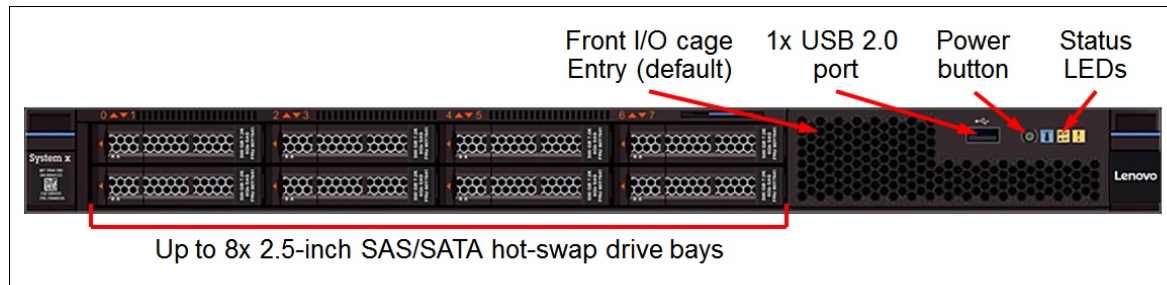 Front I/O cage
Entry (default)
1x USB 2.0
port
Power
button
Status
LEDs
0 ▲▼ 1
2 ▲▼ 3
4 ▲▼ 5
6 ▲▼ 7
System x
Lenovo
Up to 8x 2.5-inch SAS/SATA hot-swap drive bays